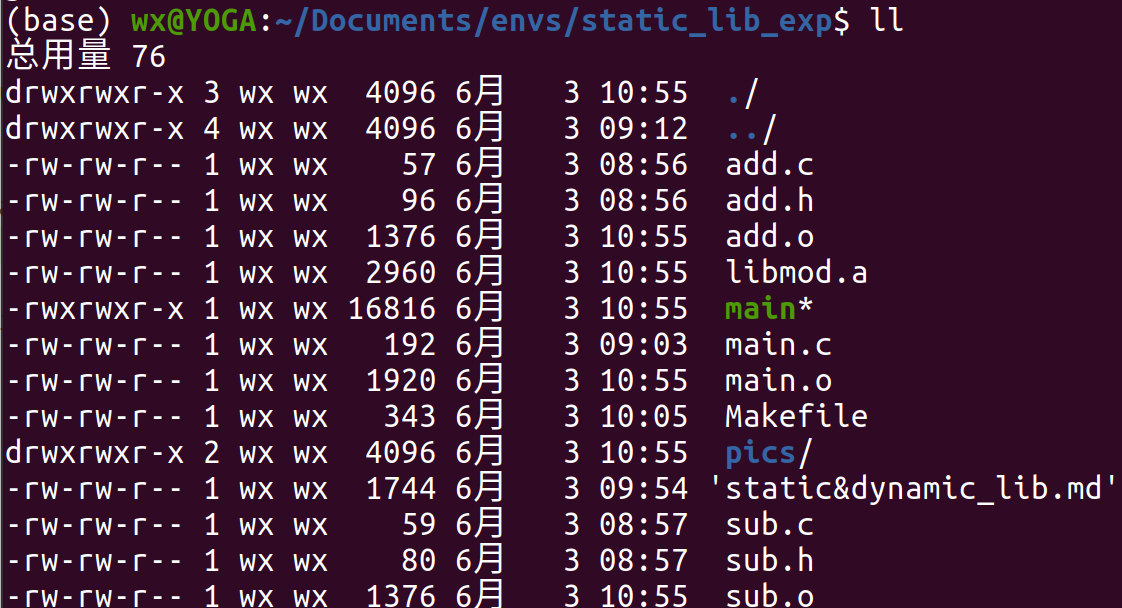 (base) wx@YOGA:~/Documents/envs/static_lib_exp$ ll
总用量 76
drwxrwxr-x 3 wx wx  4096 6月   3 10:55  ./
drwxrwxr-x 4 wx wx  4096 6月   3 09:12  ../
-rw-rw-r-- 1 wx wx    57 6月   3 08:56  add.c
-rw-rw-r-- 1 wx wx    96 6月   3 08:56  add.h
-rw-rw-r-- 1 wx wx  1376 6月   3 10:55  add.o
-rw-rw-r-- 1 wx wx  2960 6月   3 10:55  libmod.a
-rwxrwxr-x 1 wx wx 16816 6月   3 10:55  main*
-rw-rw-r-- 1 wx wx   192 6月   3 09:03  main.c
-rw-rw-r-- 1 wx wx  1920 6月   3 10:55  main.o
-rw-rw-r-- 1 wx wx   343 6月   3 10:05  Makefile
drwxrwxr-x 2 wx wx  4096 6月   3 10:55  pics/
-rw-rw-r-- 1 wx wx  1744 6月   3 09:54 'static&dynamic_lib.md'
-rw-rw-r-- 1 wx wx    59 6月   3 08:57  sub.c
-rw-rw-r-- 1 wx wx    80 6月   3 08:57  sub.h
-rw-rw-r-- 1 wx wx  1376 6月   3 10:55  sub.o